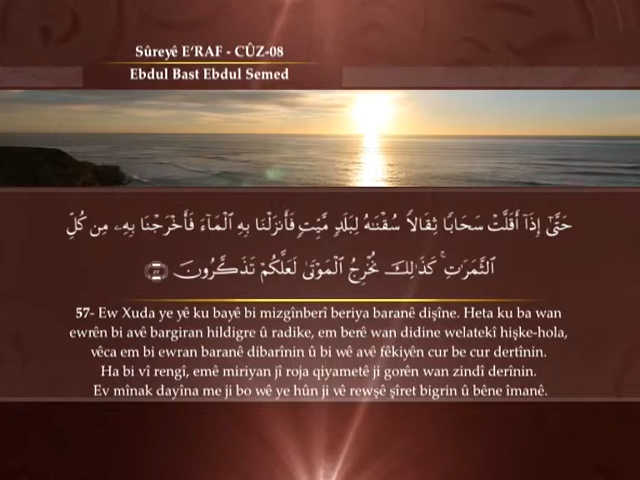 Sûreyê E'RAF - CÛZ-08
Ebdul Bast Ebdul Semed
حَتَّىٰٓ إِذَآ أَقَلَّتْ سَحَابًا ثِقَالًا سُقْنَـٰهُ لِبَلَدٍ مَّيِّتٍ فَأَنزَلْنَا بِهِ ٱلْمَآءَ فَأَخْرَجْنَا بِهِۦ مِن كُلِّ
ٱلثَّمَرَٰتِ ۚ كَذَٰلِكَ نُخْرِجُ ٱلْمَوْتَىٰ لَعَلَّكُمْ تَذَكَّرُونَ ﴿٥٧﴾
57- Ew Xuda ye yê ku bayê bi mizgînberî beriya baranê dişîne. Heta ku ba wan
ewrên bi avê bargiran hildigre û radike, em berê wan didine welatekî hişke-hola,
vêca em bi ewran baranê dibarînin û bi wê avê fêkiyên cur be cur dertînin.
Ha bi vî rengî, emê miriyan jî roja qiyametê ji gorên wan zindî derînin.
Ev mînak dayîna me ji bo wê ye hûn ji vê rewşê şîret bigrin û bêne îmanê.